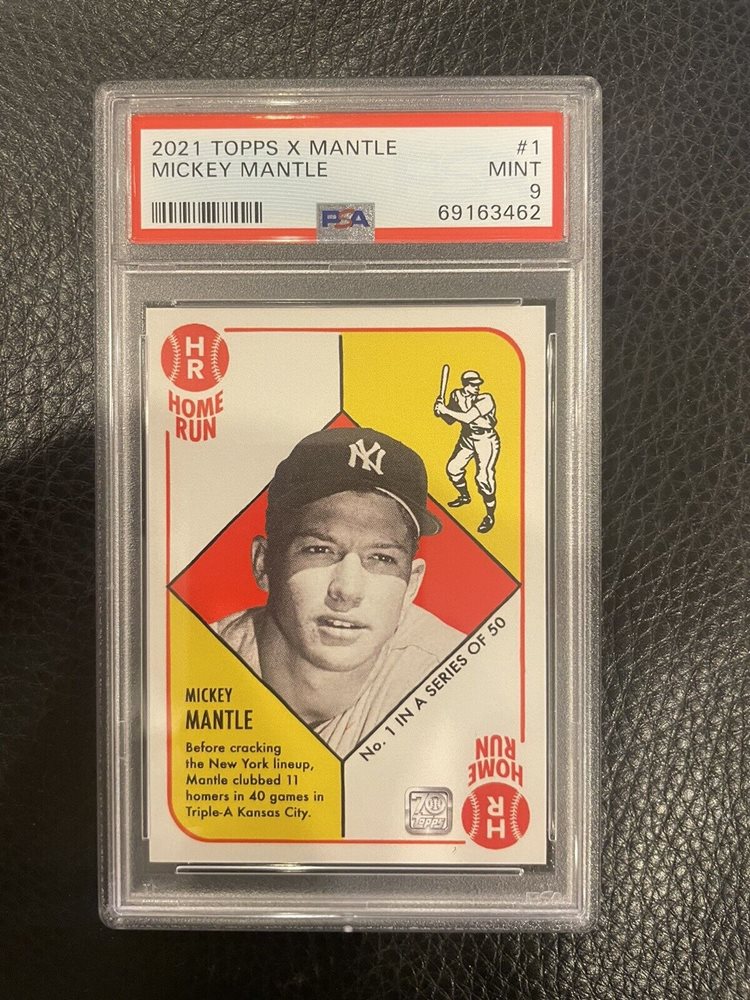 2021 TOPPS X MANTLE #1
MICKEY MANTLE MINT
9
PSA 69163462
HR
HOME
RUN
NY
No. 1 IN A SERIES OF 50
MICKEY
MANTLE
Before cracking
the New York lineup,
Mantle clubbed 11
homers in 40 games in
Triple-A Kansas City.
70
Topps
HOME
RUN
HR